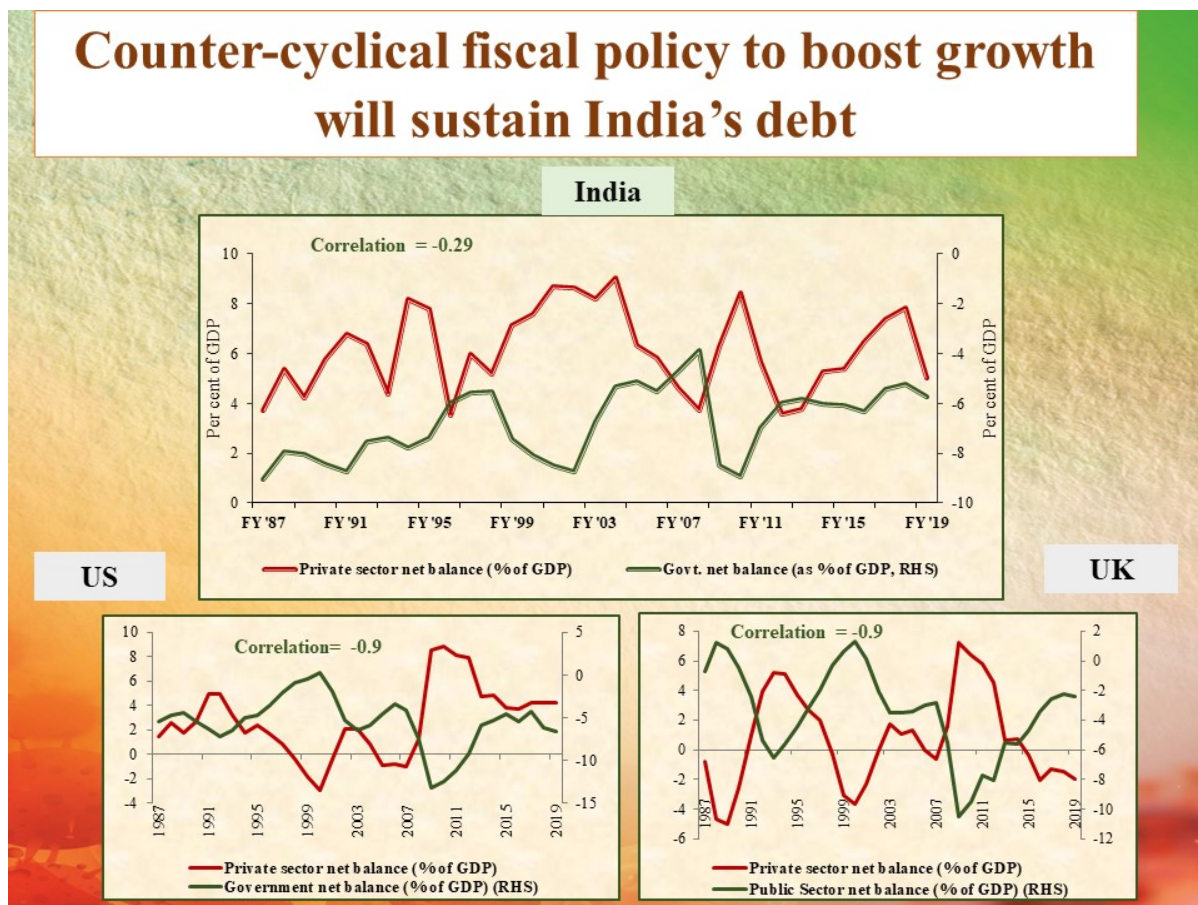 Counter-cyclical fiscal policy to boost growth
will sustain India's debt
India
Correlation = -0.29
Per cent of GDP
10
8
6
4
2
0
0
-2
-4
-6
-8
-10
Per cent of GDP
FY'87 FY'91 FY'95 FY'99 FY'03 FY'07 FY'11 FY'15 FY'19
Private sector net balance (% of GDP) Govt. net balance (as % of GDP, RHS)
US
UK
Correlation= -0.9
10
8
6
4
2
0
-2
-4
5
0
-5
-10
-15
1987 1991 1995 1999 2003 2007 2011 2015 2019
Private sector net balance (% of GDP)
Government net balance (% of GDP) (RHS)
Correlation = -0.9
8
6
4
2
0
-2
-4
-6
2
0
-2
-4
-6
-8
-10
-12
1987 1991 1995 1999 2003 2007 2011 2015 2019
Private sector net balance (% of GDP)
Public Sector net balance (% of GDP) (RHS)